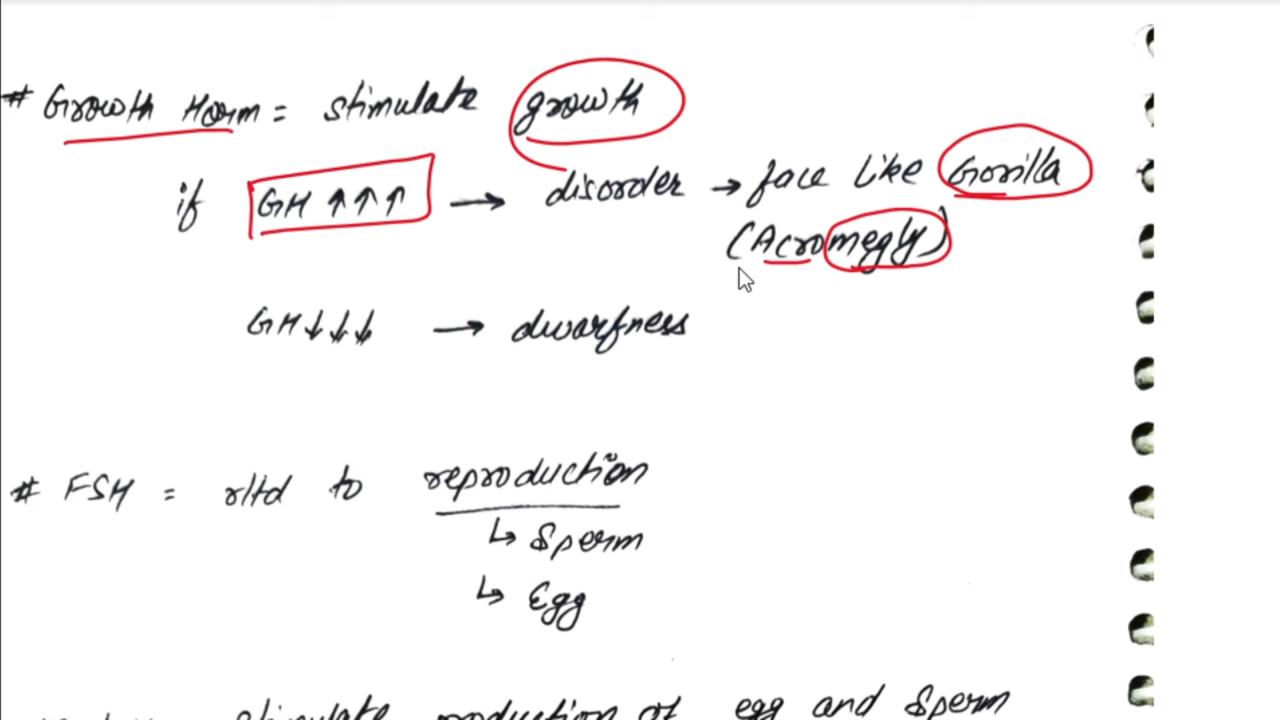 # Growth Horm = stimulate growth
if GH ↑↑↑ → disorder → face like Gorilla
(Acromegly)
GH↓↓↓ → dwarfness
# FSH = rltd to reproduction
↳ Sperm
↳ Egg
stimulate production of egg and Sperm